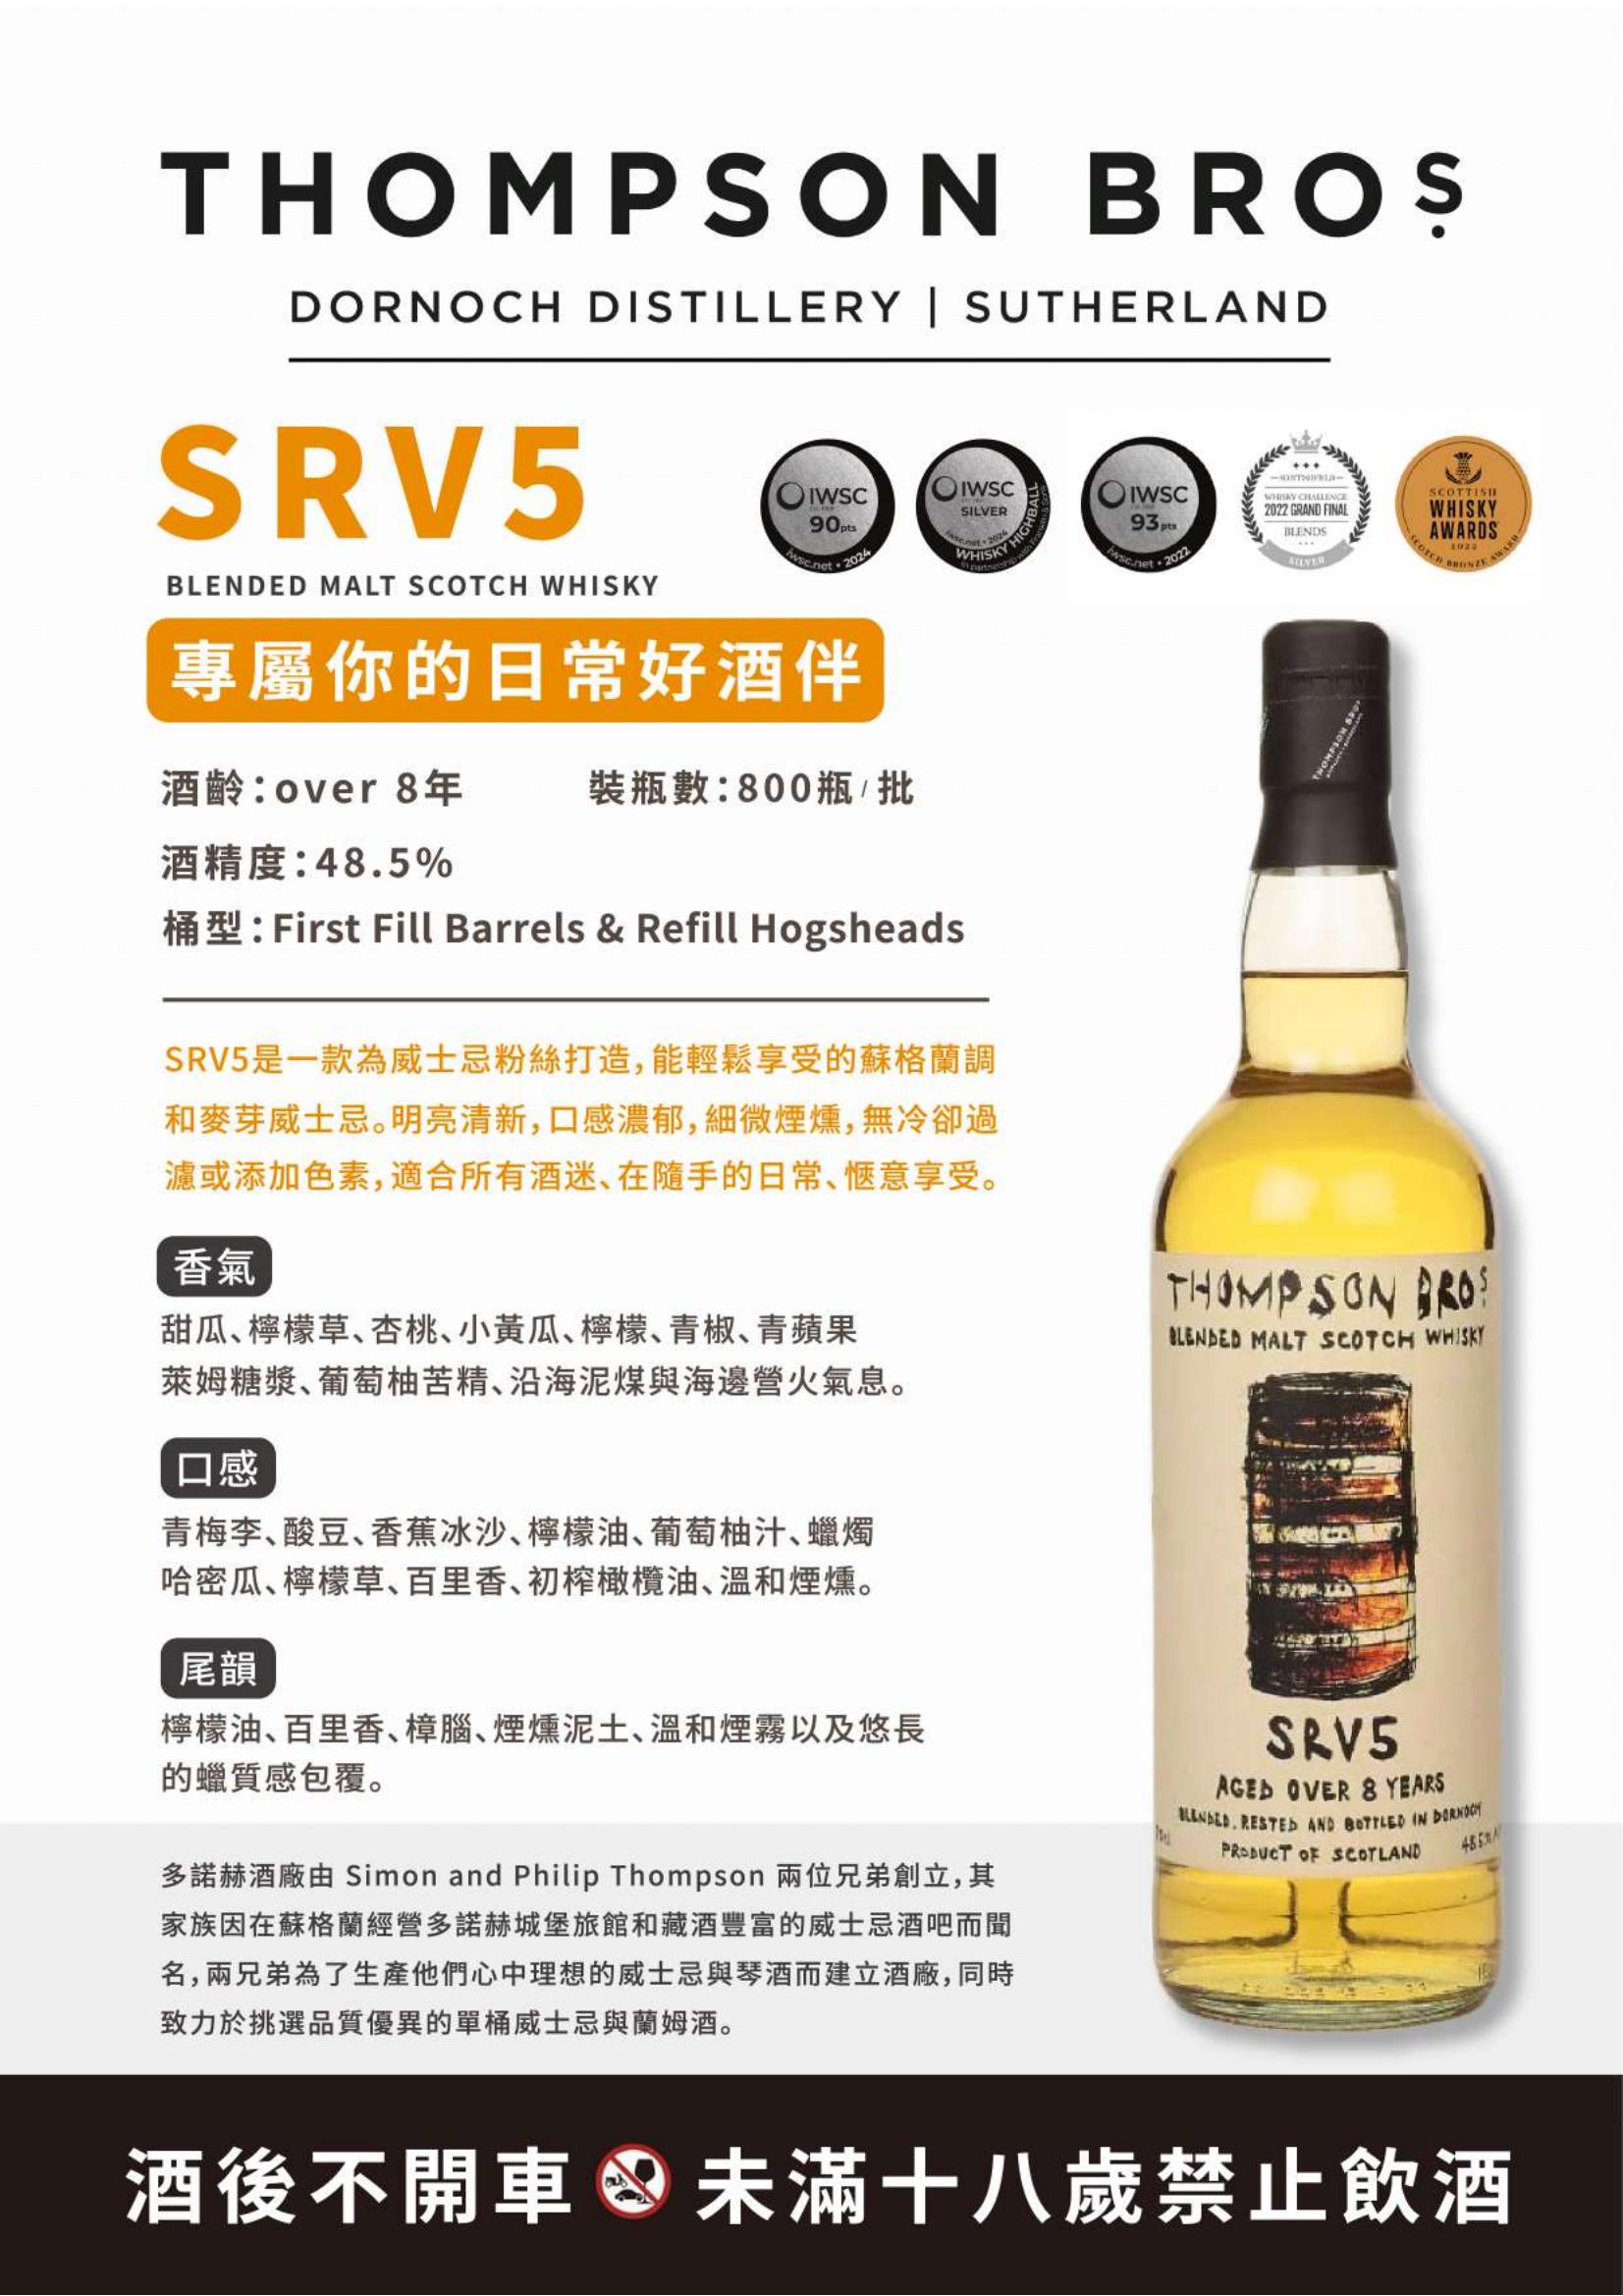 THOMPSON BROS
DORNOCH DISTILLERY | SUTHERLAND
SRV5
BLENDED MALT SCOTCH WHISKY
IWSC
90pts
iwsc.net • 2024
IWSC
SILVER
iwsc.net • 2024
WHISKY HIGHBALL
IWSC
93pts
iwsc.net • 2022
WHISKY CHALLENGE
2022 GRAND FINAL
BLENDS
SILVER
SCOTTISH
WHISKY
AWARDS
2022
專屬你的日常好酒伴
酒齡:over 8年 裝瓶數:800瓶/批
酒精度:48.5%
桶型:First Fill Barrels & Refill Hogsheads
SRV5是一款為威士忌粉絲打造,能輕鬆享受的蘇格蘭調
和麥芽威士忌。明亮清新,口感濃郁,細微煙燻,無冷卻過
濾或添加色素,適合所有酒迷、在隨手的日常、愜意享受。
香氣
甜瓜、檸檬草、杏桃、小黃瓜、檸檬、青椒、青蘋果
萊姆糖漿、葡萄柚苦精、沿海泥煤與海邊營火氣息。
口感
青梅李、酸豆、香蕉冰沙、檸檬油、葡萄柚汁、蠟燭
哈密瓜、檸檬草、百里香、初榨橄欖油、溫和煙燻。
尾韻
檸檬油、百里香、樟腦、煙燻泥土、溫和煙霧以及悠長
的蠟質感包覆。
THOMPSON BROS
BLENDED MALT SCOTCH WHISKY
SRV5
AGED OVER 8 YEARS
BLENDED, RESTED AND BOTTLED IN DORNOCH
PRODUCT OF SCOTLAND
多諾赫酒廠由 Simon and Philip Thompson 兩位兄弟創立,其
家族因在蘇格蘭經營多諾赫城堡旅館和藏酒豐富的威士忌酒吧而聞
名,兩兄弟為了生產他們心中理想的威士忌與琴酒而建立酒廠,同時
致力於挑選品質優異的單桶威士忌與蘭姆酒。
酒後不開車 未滿十八歲禁止飲酒